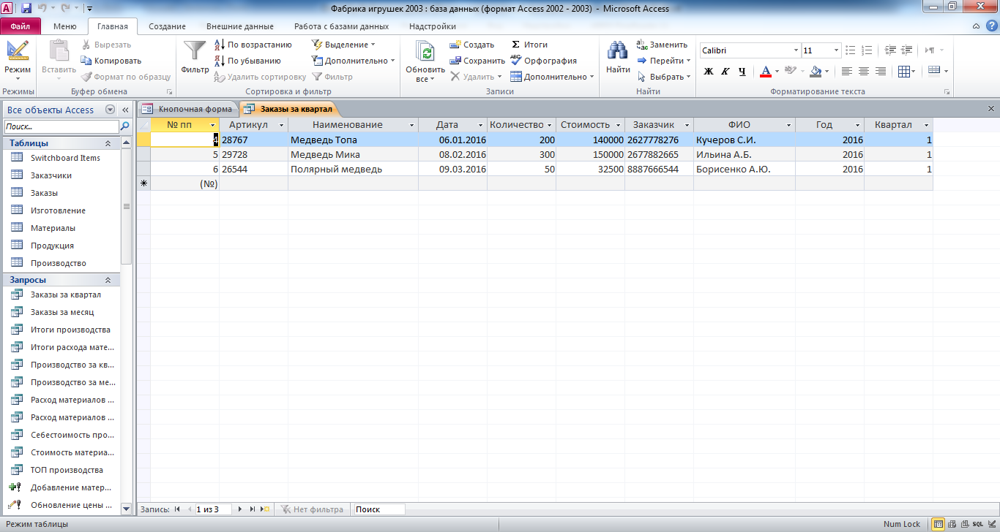 Фабрика игрушек 2003 : база данных (формат Access 2002 - 2003) - Microsoft Access
Файл Меню Главная Создание Внешние данные Работа с базами данных Надстройки
Режим
Режимы
Вставить
Вырезать
Копировать
Формат по образцу
Буфер обмена
Фильтр
По возрастанию
По убыванию
Удалить сортировку
Выделение
Дополнительно
Фильтр
Сортировка и фильтр
Обновить
все
Создать
Сохранить
Удалить
Итоги
Орфография
Дополнительно
Записи
Найти
Заменить
Перейти
Выбрать
Найти
Calibri 11
Ж К Ч
Форматирование текста
Все объекты Access
Поиск..
Таблицы
Switchboard Items
Заказчики
Заказы
Изготовление
Материалы
Продукция
Производство
Запросы
Заказы за квартал
Заказы за месяц
Итоги производства
Итоги расхода мате...
Производство за кв...
Производство за ме...
Расход материалов ...
Расход материалов ...
Себестоимость про...
Стоимость материа...
ТОП производства
Добавление матер...
Обновление цены ...
Кнопочная форма Заказы за квартал
№ пп Артикул Наименование Дата Количество Стоимость Заказчик ФИО Год Квартал
4 28767 Медведь Топа 06.01.2016 200 140000 2627778276 Кучеров С.И. 2016 1
5 29728 Медведь Мика 08.02.2016 300 150000 2677882665 Ильина А.Б. 2016 1
6 26544 Полярный медведь 09.03.2016 50 32500 8887666544 Борисенко А.Ю. 2016 1
(№)
Запись: 1 из 3 Нет фильтра Поиск
Режим таблицы Num Lock SQL